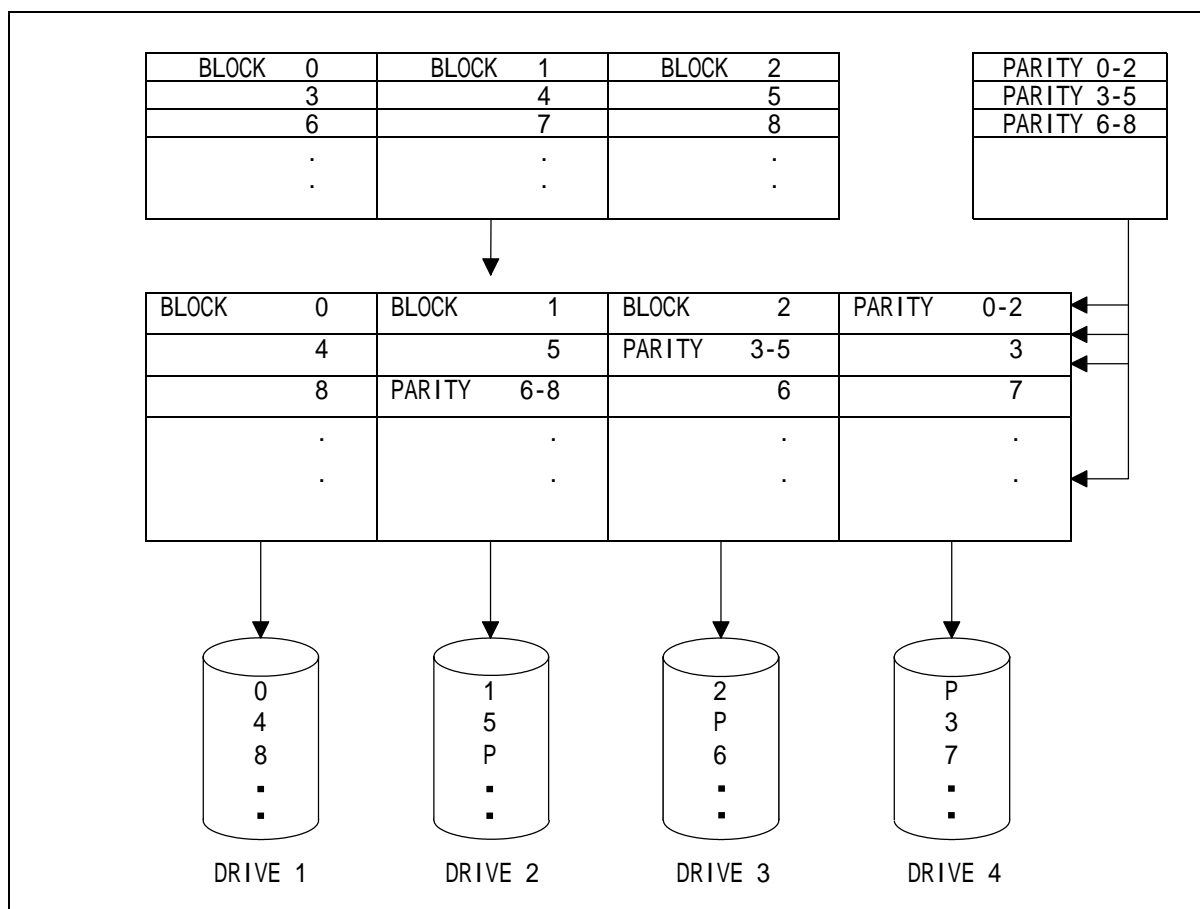 BLOCK 0 BLOCK 1 BLOCK 2 PARITY 0-2
3 4 5 PARITY 3-5
6 7 8 PARITY 6-8
. . .
. . .
BLOCK 0 BLOCK 1 BLOCK 2 PARITY 0-2
4 5 PARITY 3-5 3
8 PARITY 6-8 6 7
. . . .
. . . .
0 1 2 P
4 5 P 3
8 P 6 7
. . . .
. . . .
DRIVE 1 DRIVE 2 DRIVE 3 DRIVE 4